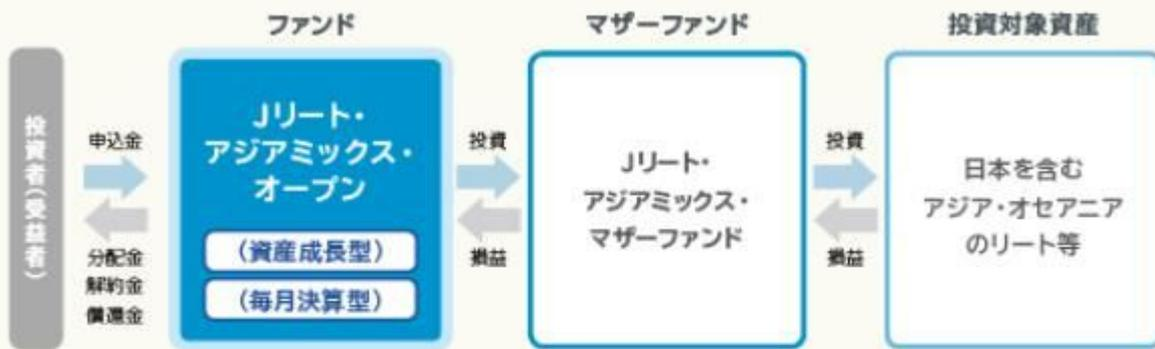 ファンド
マザーファンド
投資対象資産
投資者(受益者)
申込金
分配金
解約金
償還金
Jリート・
アジアミックス・
オープン
(資産成長型)
(毎月決算型)
投資
損益
Jリート・
アジアミックス・
マザーファンド
投資
損益
日本を含む
アジア・オセアニア
のリート等